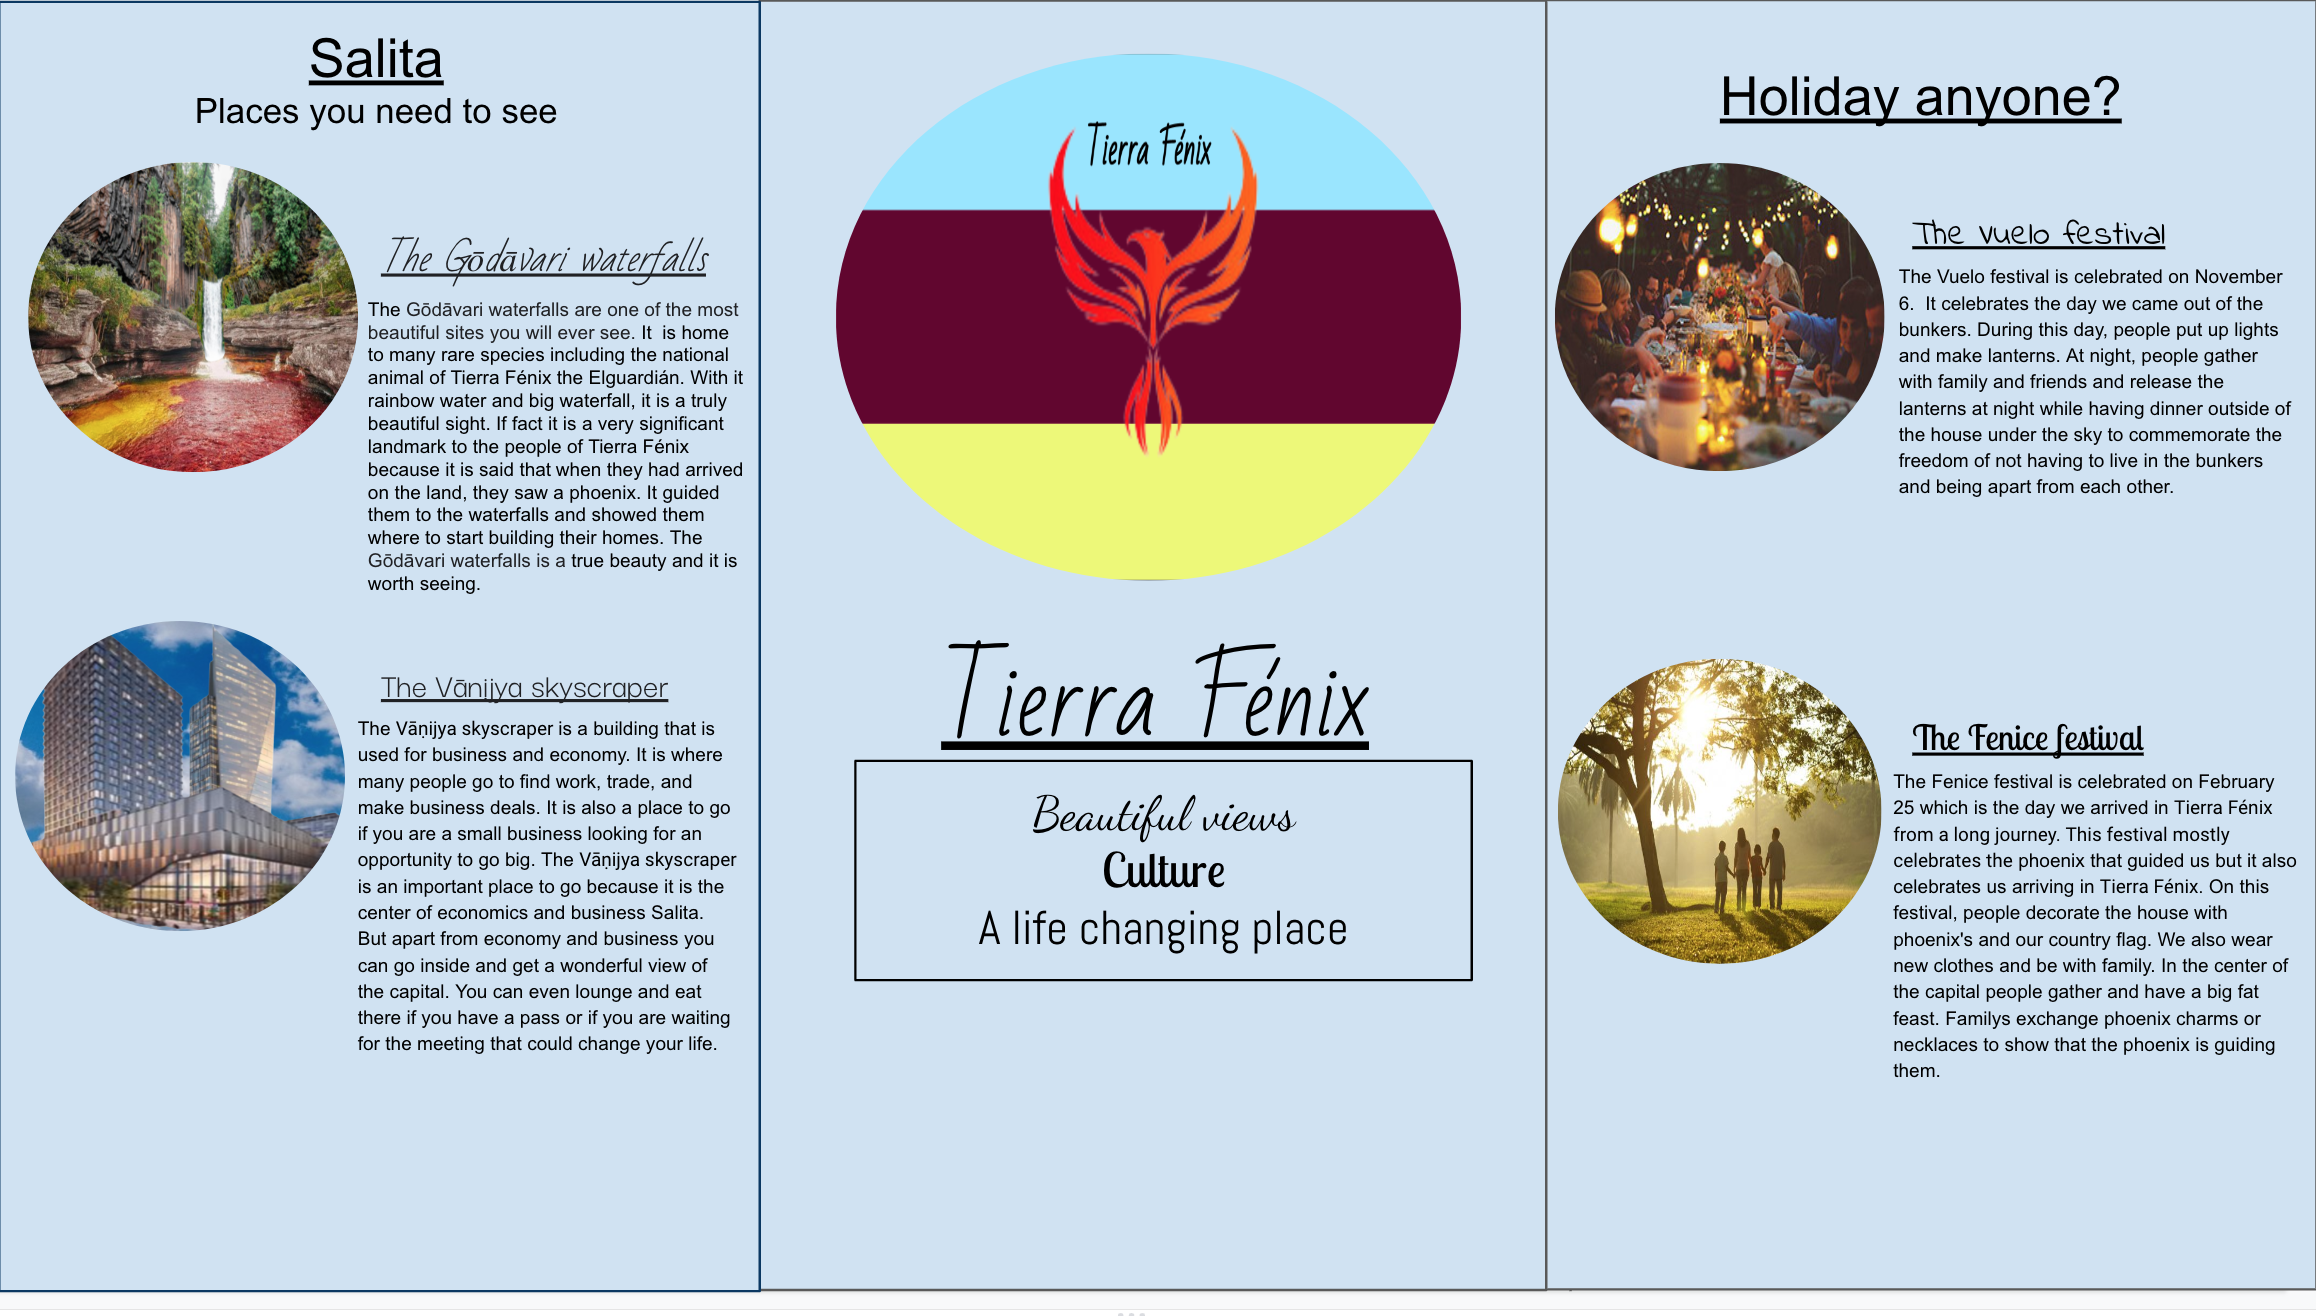 Salita
Places you need to see
The Gōdāvari waterfalls
The Gōdāvari waterfalls are one of the most
beautiful sites you will ever see. It  is home
to many rare species including the national
animal of Tierra Fénix the Elguardián. With it
rainbow water and big waterfall, it is a truly
beautiful sight. If fact it is a very significant
landmark to the people of Tierra Fénix
because it is said that when they had arrived
on the land, they saw a phoenix. It guided
them to the waterfalls and showed them
where to start building their homes. The
Gōdāvari waterfalls is a true beauty and it is
worth seeing.
The Vānijya skyscraper
The Vāṇijya skyscraper is a building that is
used for business and economy. It is where
many people go to find work, trade, and
make business deals. It is also a place to go
if you are a small business looking for an
opportunity to go big. The Vāṇijya skyscraper
is an important place to go because it is the
center of economics and business Salita.
But apart from economy and business you
can go inside and get a wonderful view of
the capital. You can even lounge and eat
there if you have a pass or if you are waiting
for the meeting that could change your life.
Tierra Fénix
Tierra Fénix
Beautiful views
Culture
A life changing place
Holiday anyone?
The Vuelo festival
The Vuelo festival is celebrated on November
6.  It celebrates the day we came out of the
bunkers. During this day, people put up lights
and make lanterns. At night, people gather
with family and friends and release the
lanterns at night while having dinner outside of
the house under the sky to commemorate the
freedom of not having to live in the bunkers
and being apart from each other.
The Fenice festival
The Fenice festival is celebrated on February
25 which is the day we arrived in Tierra Fénix
from a long journey. This festival mostly
celebrates the phoenix that guided us but it also
celebrates us arriving in Tierra Fénix. On this
festival, people decorate the house with
phoenix's and our country flag. We also wear
new clothes and be with family. In the center of
the capital people gather and have a big fat
feast. Familys exchange phoenix charms or
necklaces to show that the phoenix is guiding
them.